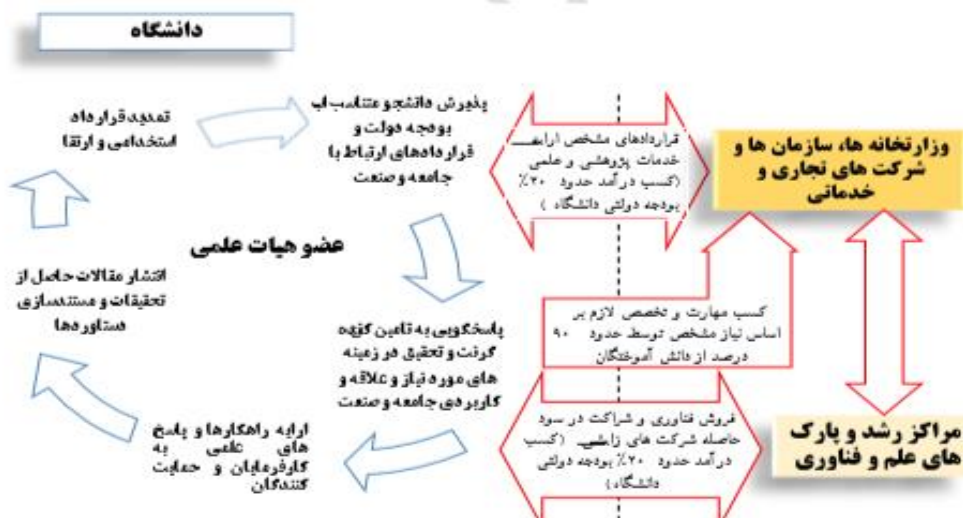 دانشگاه
پذیرش دانشجو متناسب با
بودجه دولت و
قراردادهای ارتباط با
جامعه و صنعت
تمدید قرارداد
استخدامی و ارتقا
عضو هیات علمی
انتشار مقالات حاصل از
تحقیقات و مستندسازی
دستاوردها
پاسخگویی به تامین کننده
گرنت و تحقیق در زمینه
های مورد نیاز و علاقه و
کاربردی جامعه و صنعت
ارایه راهکارها و پاسخ
های علمی به
کارفرمایان و حمایت
کنندگان
قراردادهای مشخص ارایه
خدمات پژوهشی و علمی
(کسب درآمد حدود ۲۰٪
بودجه دولتی دانشگاه )
وزارتخانه ها، سازمان ها و
شرکت های تجاری و
خدماتی
کسب مهارت و تخصص لازم بر
اساس نیاز مشخص توسط حدود ۹۰
درصد از دانش آموختگان
فروش فناوری و شراکت در سود
حاصله شرکت های زایشی (کسب
درآمد حدود ۲۰٪ بودجه دولتی
دانشگاه)
مراکز رشد و پارک
های علم و فناوری